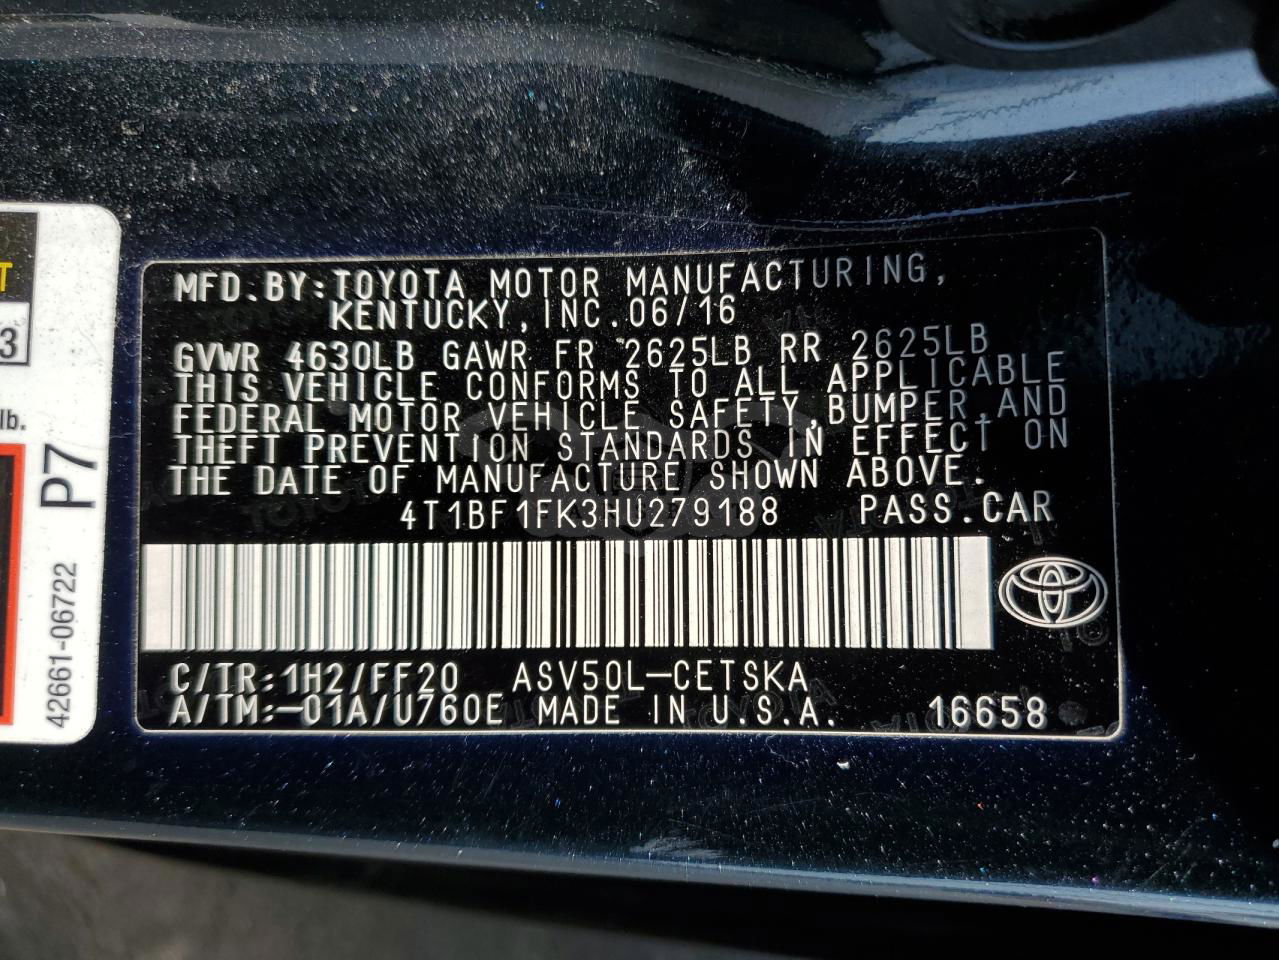 MFD.BY:TOYOTA MOTOR MANUFACTURING,
KENTUCKY,INC.06/16
GVWR 4630LB GAWR FR 2625LB RR 2625LB
THIS VEHICLE CONFORMS TO ALL APPLICABLE
FEDERAL MOTOR VEHICLE SAFETY,BUMPER,AND
THEFT PREVENTION STANDARDS IN EFFECT ON
THE DATE OF MANUFACTURE SHOWN ABOVE.
4T1BF1FK3HU279188 PASS.CAR
C/TR:1H2/FF20 ASV50L-CETSKA
A/TM:-01A/U760E MADE IN U.S.A. 16658
T
3
lb.
P7
42661-06722